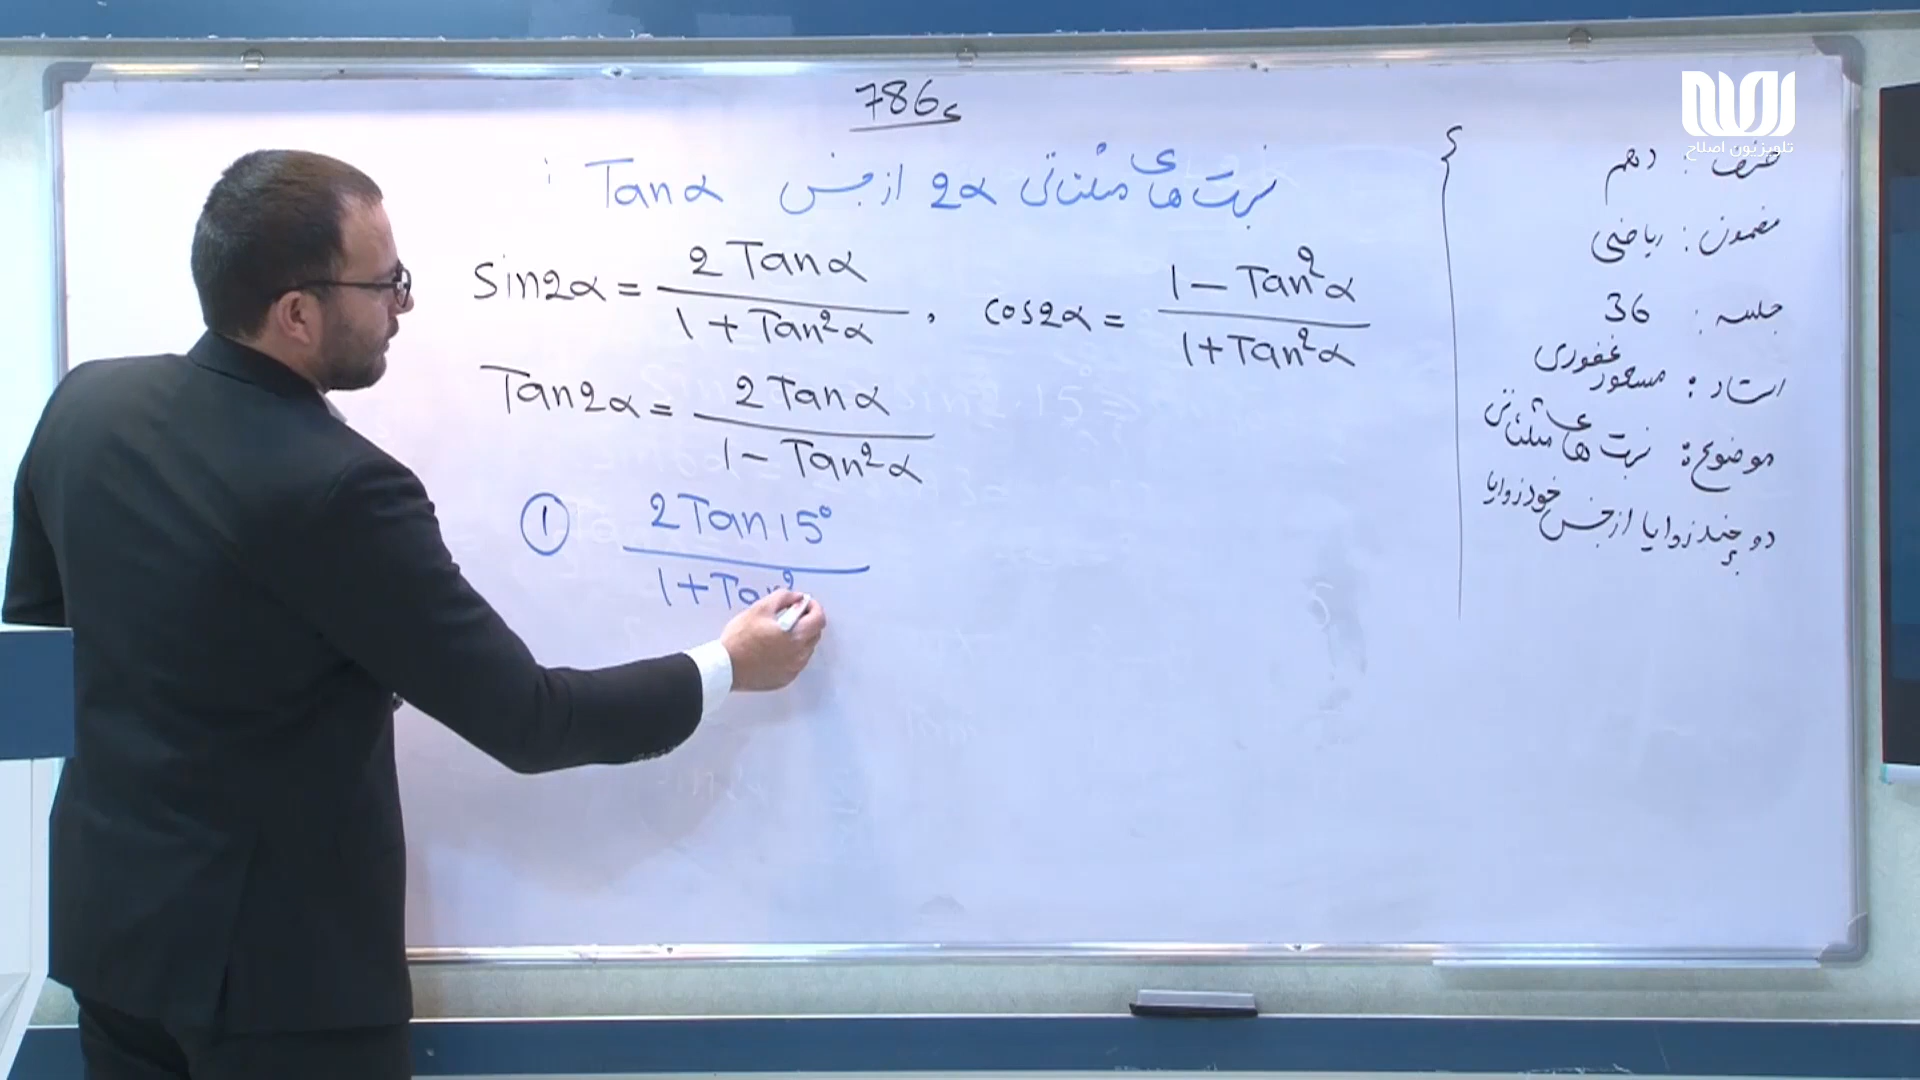 786
نسبت های مثلثاتی 2α از جنس Tanα :
Sin2α = 2Tanα / 1 + Tan²α , cos2α = 1 - Tan²α / 1 + Tan²α
Tan2α = 2Tanα / 1 - Tan²α
① 2Tan15° / 1 + Tan²
صنف : دهم
مضمون : ریاضی
جلسه : 36
استاد : مسعود غفوری
موضوع : نسبت های مثلثاتی
دو چند زوایا از جنس خود زوایا
تلویزیون اصلاح